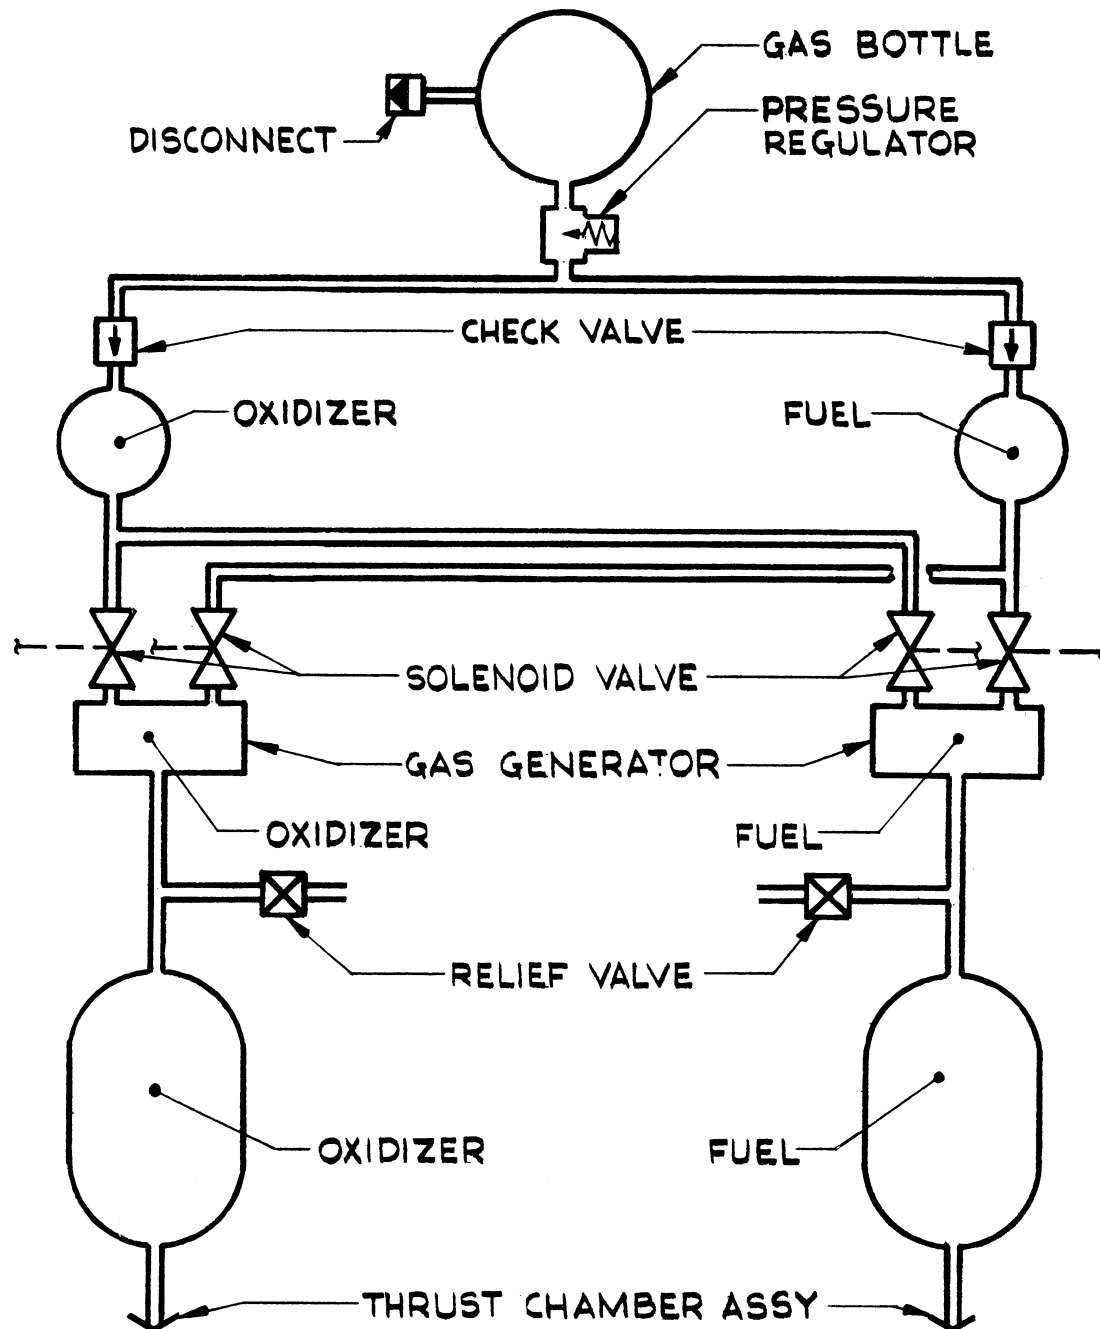 GAS BOTTLE
PRESSURE
REGULATOR
DISCONNECT
CHECK VALVE
OXIDIZER
FUEL
SOLENOID VALVE
GAS GENERATOR
OXIDIZER
FUEL
RELIEF VALVE
OXIDIZER
FUEL
THRUST CHAMBER ASSY